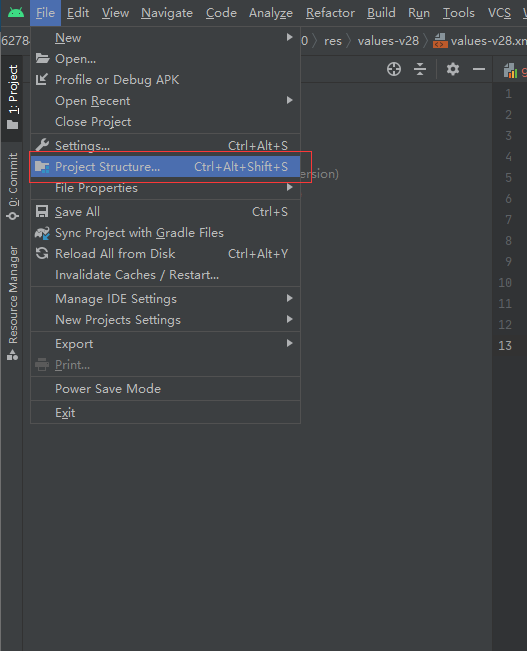 File Edit View Navigate Code Analyze Refactor Build Run Tools VCS
6278 0 res values-v28 values-v28.xm
1: Project
0: Commit
Resource Manager
New
Open...
Profile or Debug APK
Open Recent
Close Project
Settings... Ctrl+Alt+S
Project Structure... Ctrl+Alt+Shift+S
ersion)
File Properties
Save All Ctrl+S
Sync Project with Gradle Files
Reload All from Disk Ctrl+Alt+Y
Invalidate Caches / Restart...
Manage IDE Settings
New Projects Settings
Export
Print...
Power Save Mode
Exit
1
2
3
4
5
6
7
8
9
10
11
12
13